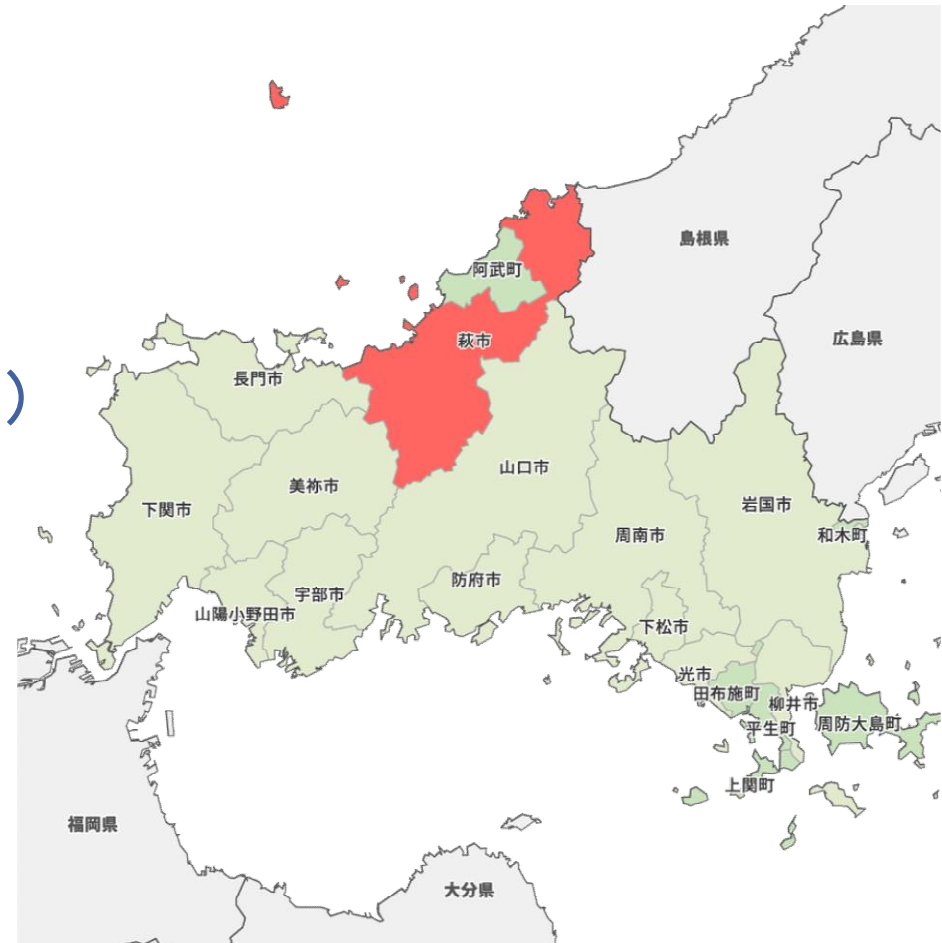 島根県
阿武町
広島県
萩市
長門市
山口市
美祢市
岩国市
下関市
周南市
和木町
防府市
宇部市
山陽小野田市
下松市
光市
田布施町
柳井市
周防大島町
平生町
上関町
福岡県
大分県